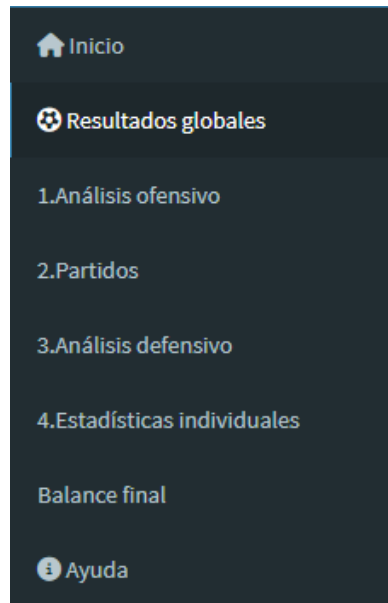 Inicio
Resultados globales
1.Análisis ofensivo
2.Partidos
3.Análisis defensivo
4.Estadísticas individuales
Balance final
Ayuda